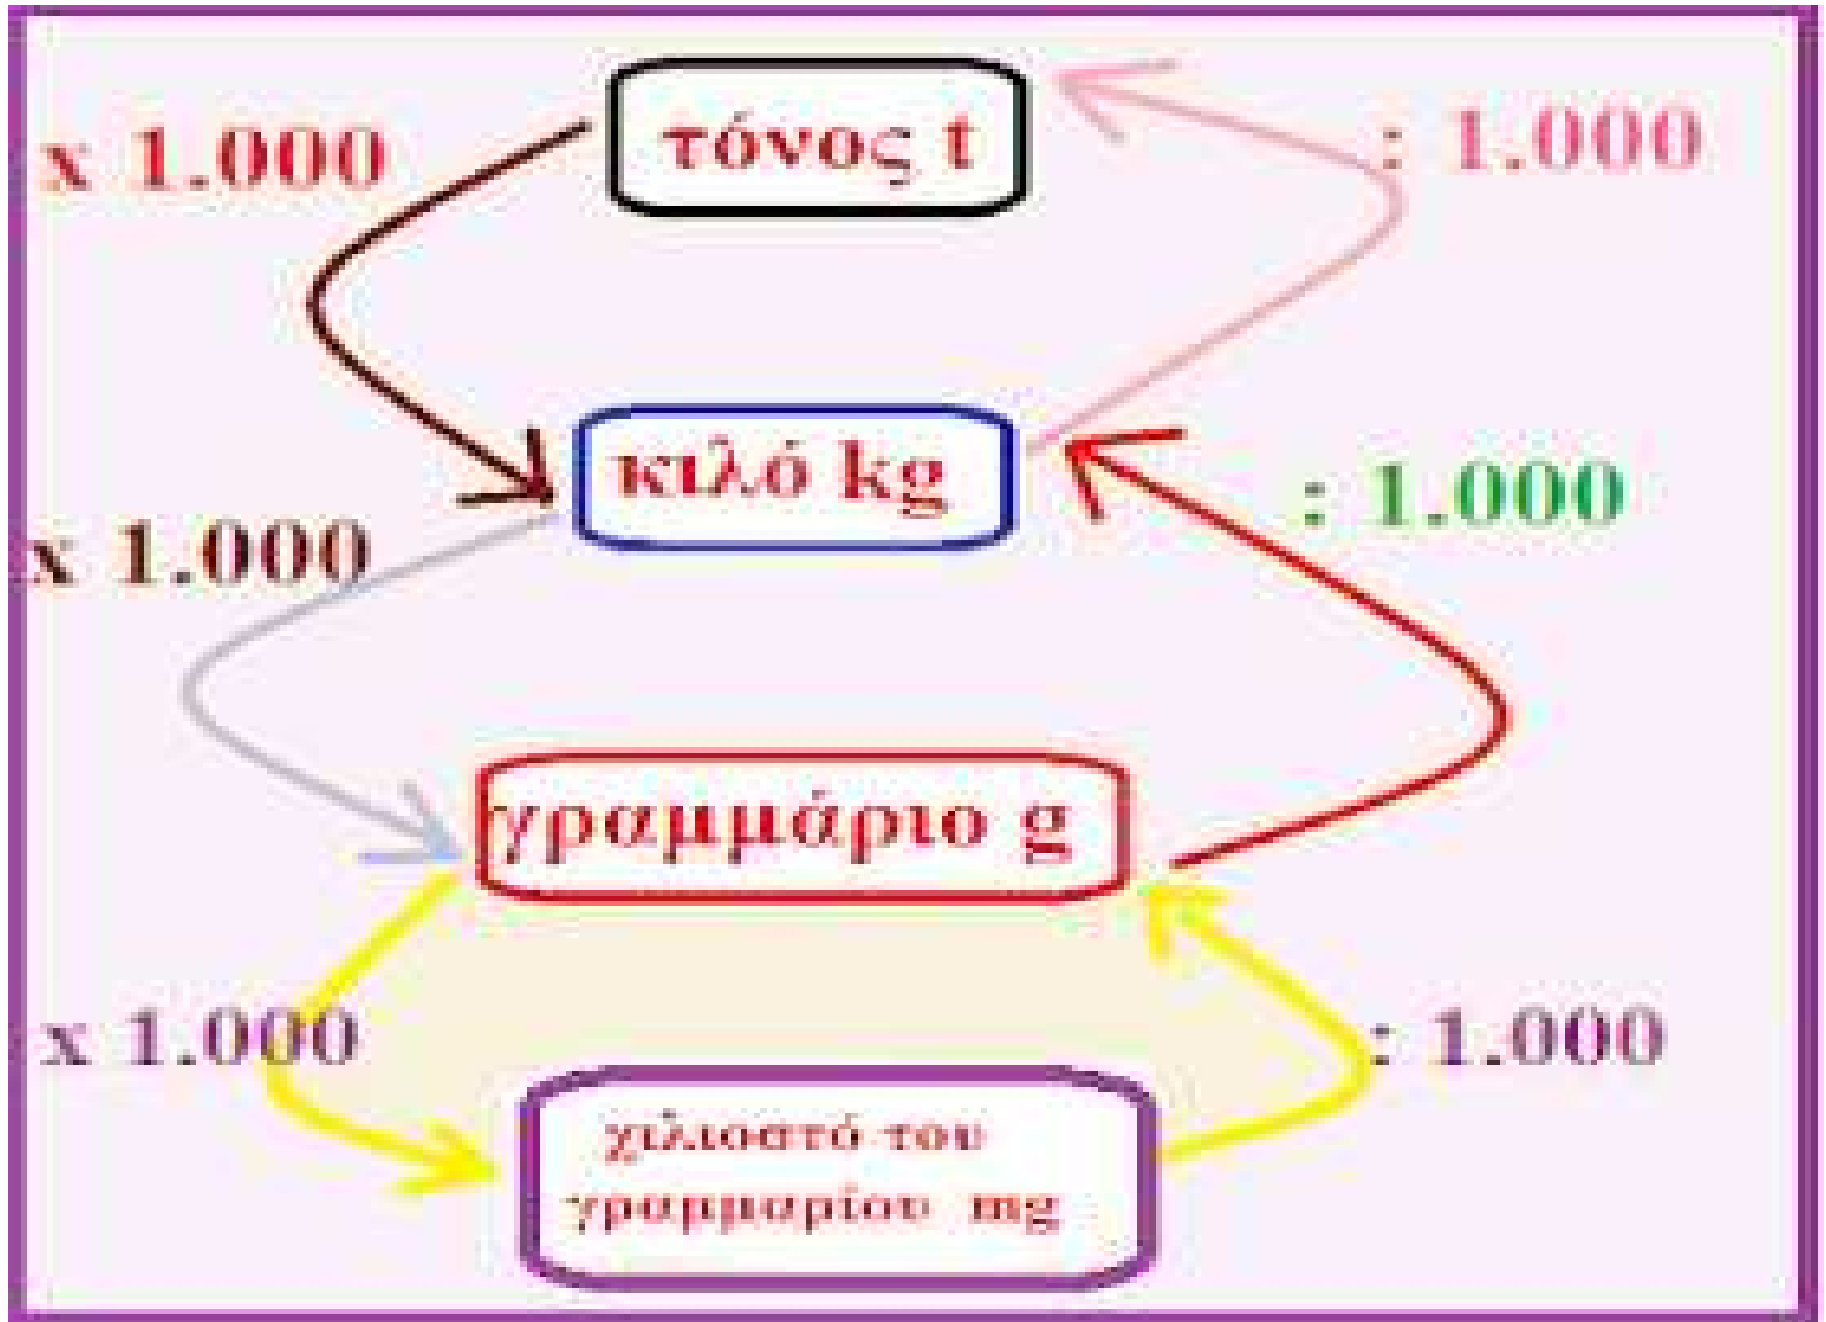 τόνος t
x 1.000
: 1.000
κιλό kg
: 1.000
x 1.000
γραμμάριο g
x 1.000
: 1.000
χιλιοστό του
γραμμαρίου mg